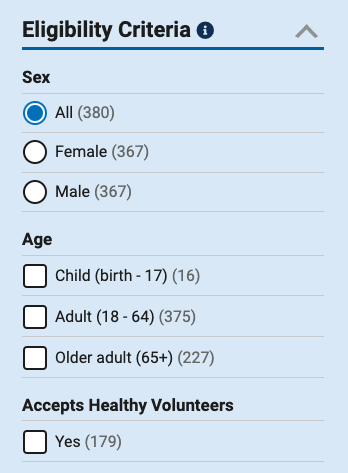 Eligibility Criteria
Sex
All (380)
Female (367)
Male (367)
Age
Child (birth - 17) (16)
Adult (18 - 64) (375)
Older adult (65+) (227)
Accepts Healthy Volunteers
Yes (179)